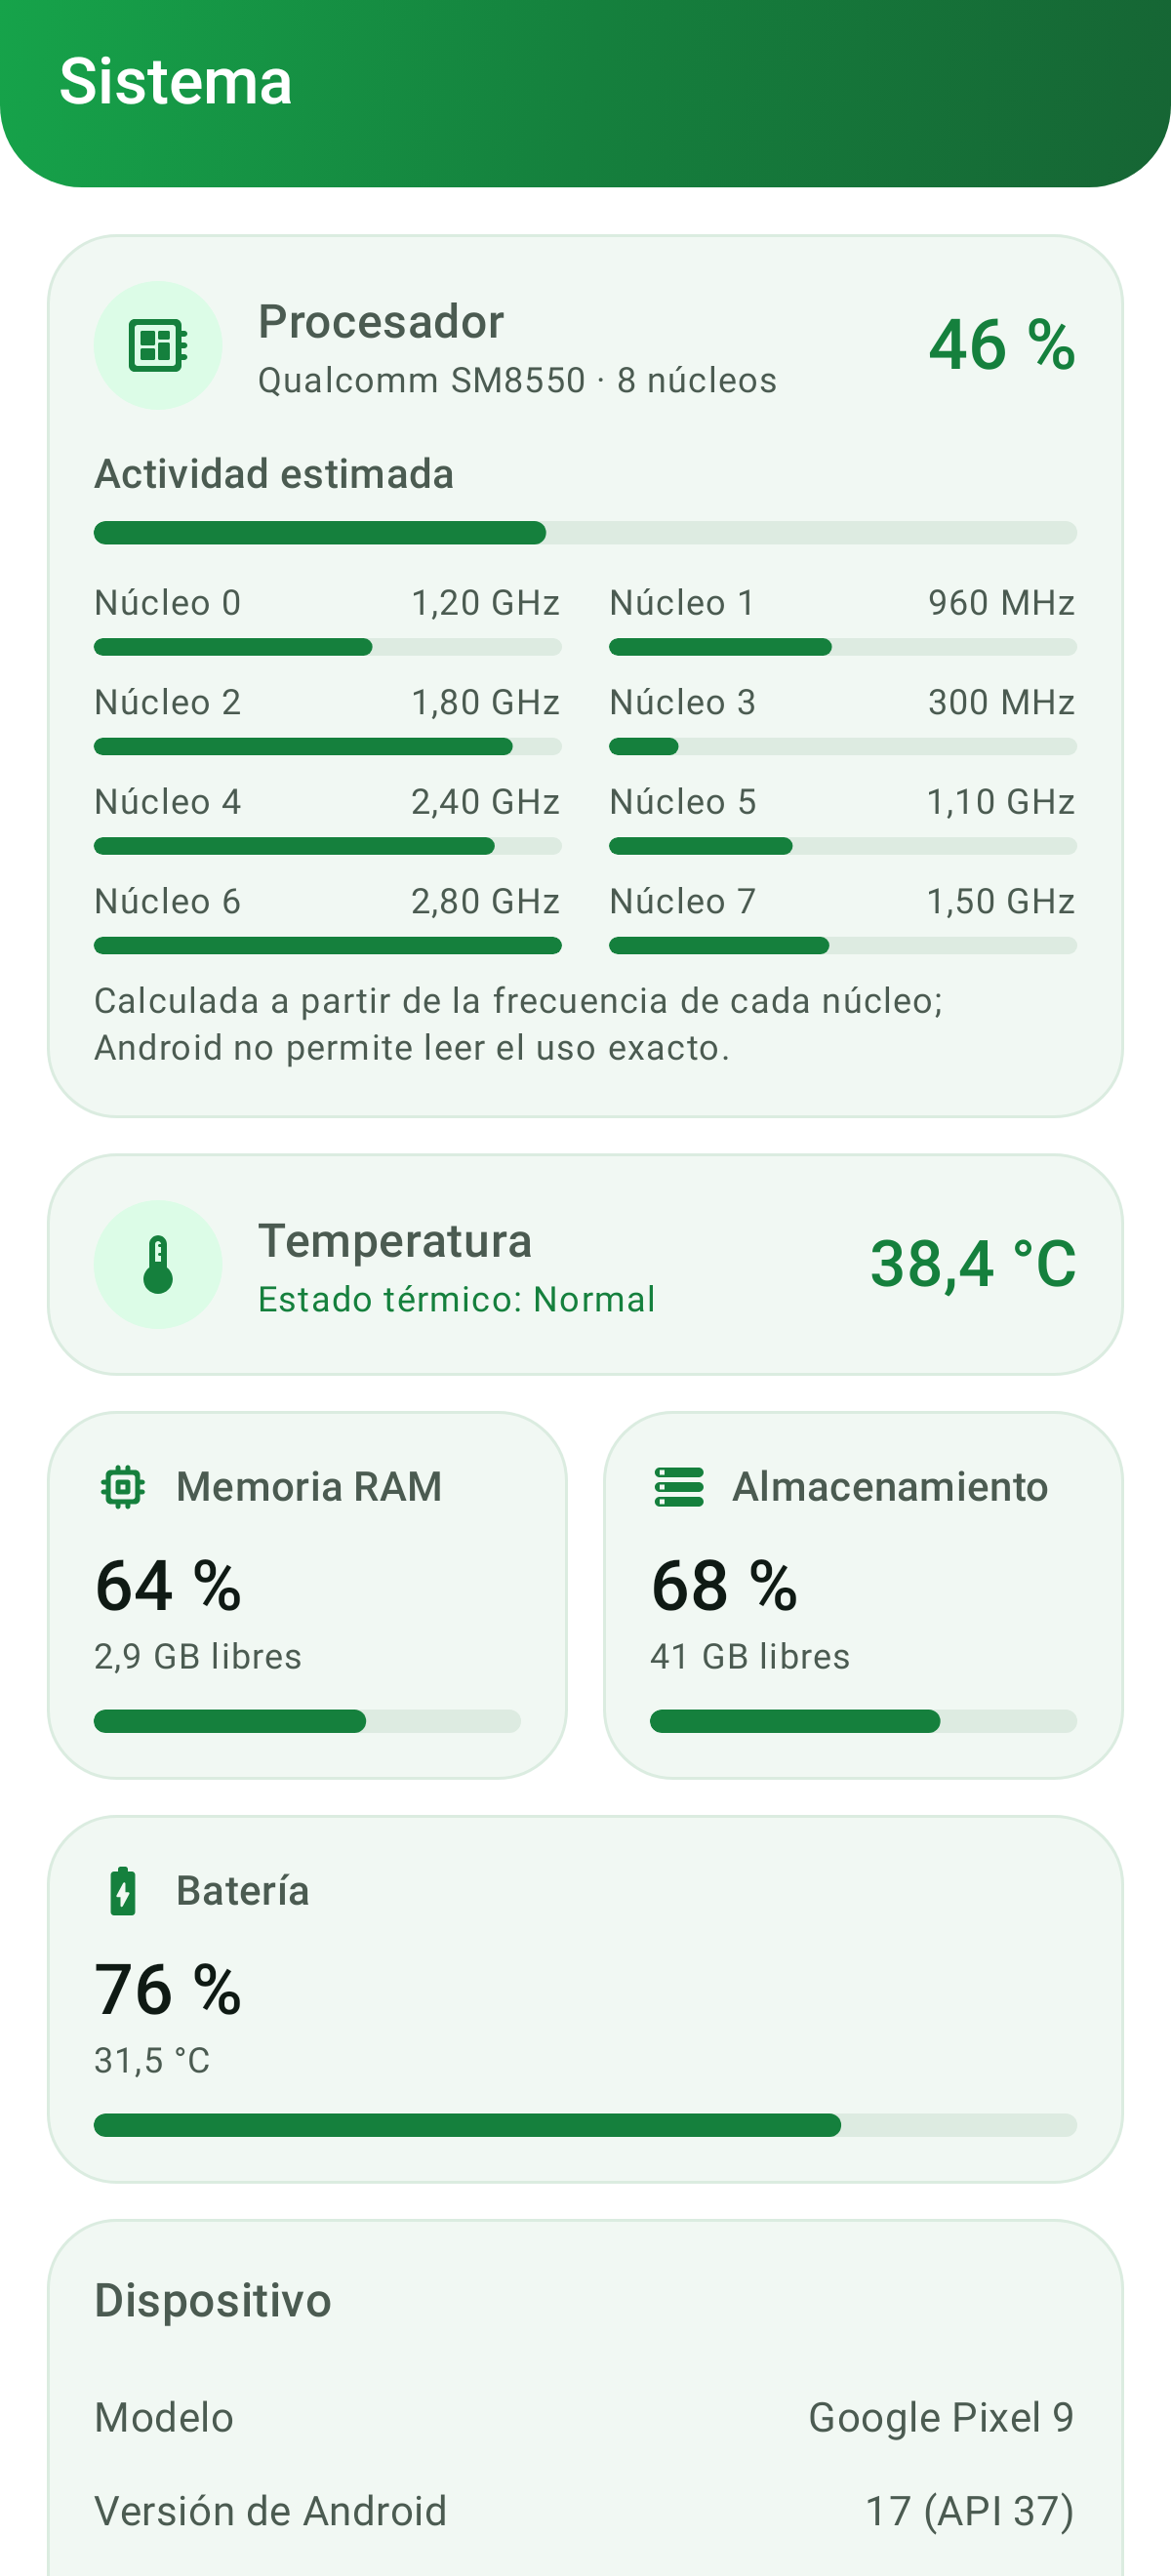 Sistema
Procesador
Qualcomm SM8550 · 8 núcleos
46 %
Actividad estimada
Núcleo 0 1,20 GHz
Núcleo 1 960 MHz
Núcleo 2 1,80 GHz
Núcleo 3 300 MHz
Núcleo 4 2,40 GHz
Núcleo 5 1,10 GHz
Núcleo 6 2,80 GHz
Núcleo 7 1,50 GHz
Calculada a partir de la frecuencia de cada núcleo;
Android no permite leer el uso exacto.
Temperatura
Estado térmico: Normal
38,4 °C
Memoria RAM
64 %
2,9 GB libres
Almacenamiento
68 %
41 GB libres
Batería
76 %
31,5 °C
Dispositivo
Modelo Google Pixel 9
Versión de Android 17 (API 37)